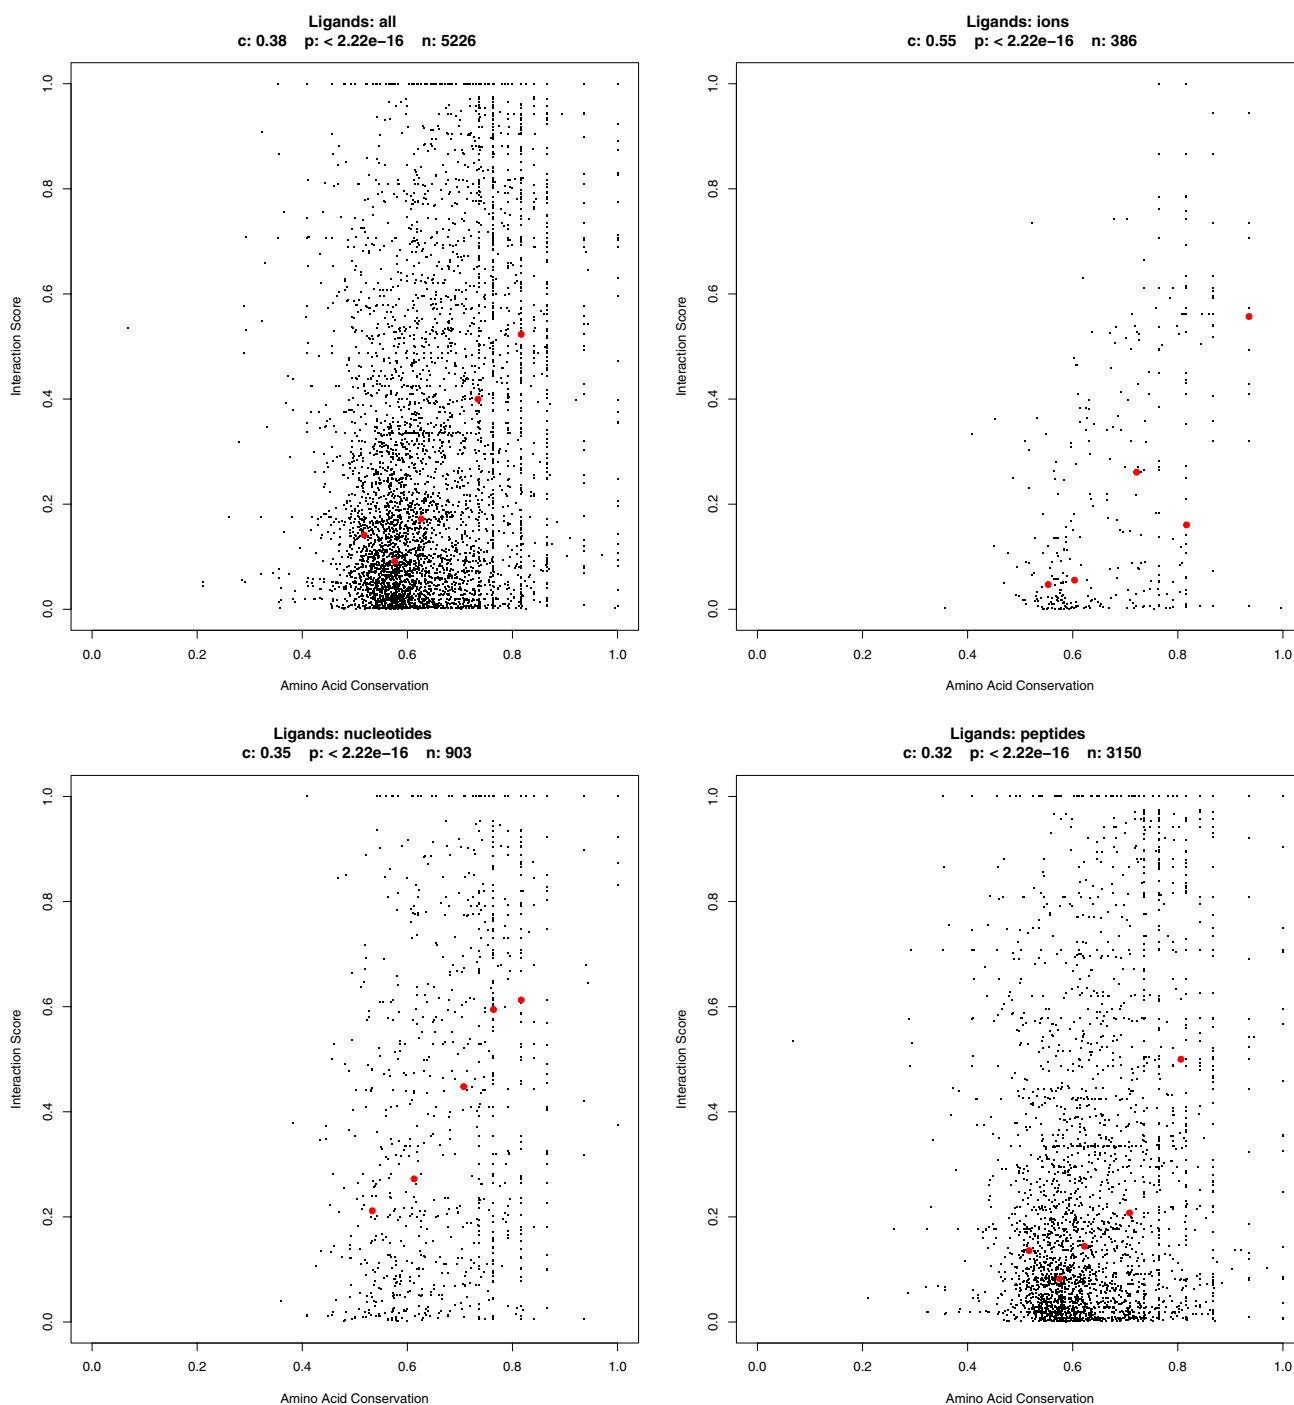 Ligands: all
c: 0.38 p: < 2.22e−16 n: 5226
1.0
0.8
0.6
0.4
0.2
0.0
Interaction Score
0.0 0.2 0.4 0.6 0.8 1.0
Amino Acid Conservation
Ligands: ions
c: 0.55 p: < 2.22e−16 n: 386
1.0
0.8
0.6
0.4
0.2
0.0
Interaction Score
0.0 0.2 0.4 0.6 0.8 1.0
Amino Acid Conservation
Ligands: nucleotides
c: 0.35 p: < 2.22e−16 n: 903
1.0
0.8
0.6
0.4
0.2
0.0
Interaction Score
0.0 0.2 0.4 0.6 0.8 1.0
Amino Acid Conservation
Ligands: peptides
c: 0.32 p: < 2.22e−16 n: 3150
1.0
0.8
0.6
0.4
0.2
0.0
Interaction Score
0.0 0.2 0.4 0.6 0.8 1.0
Amino Acid Conservation